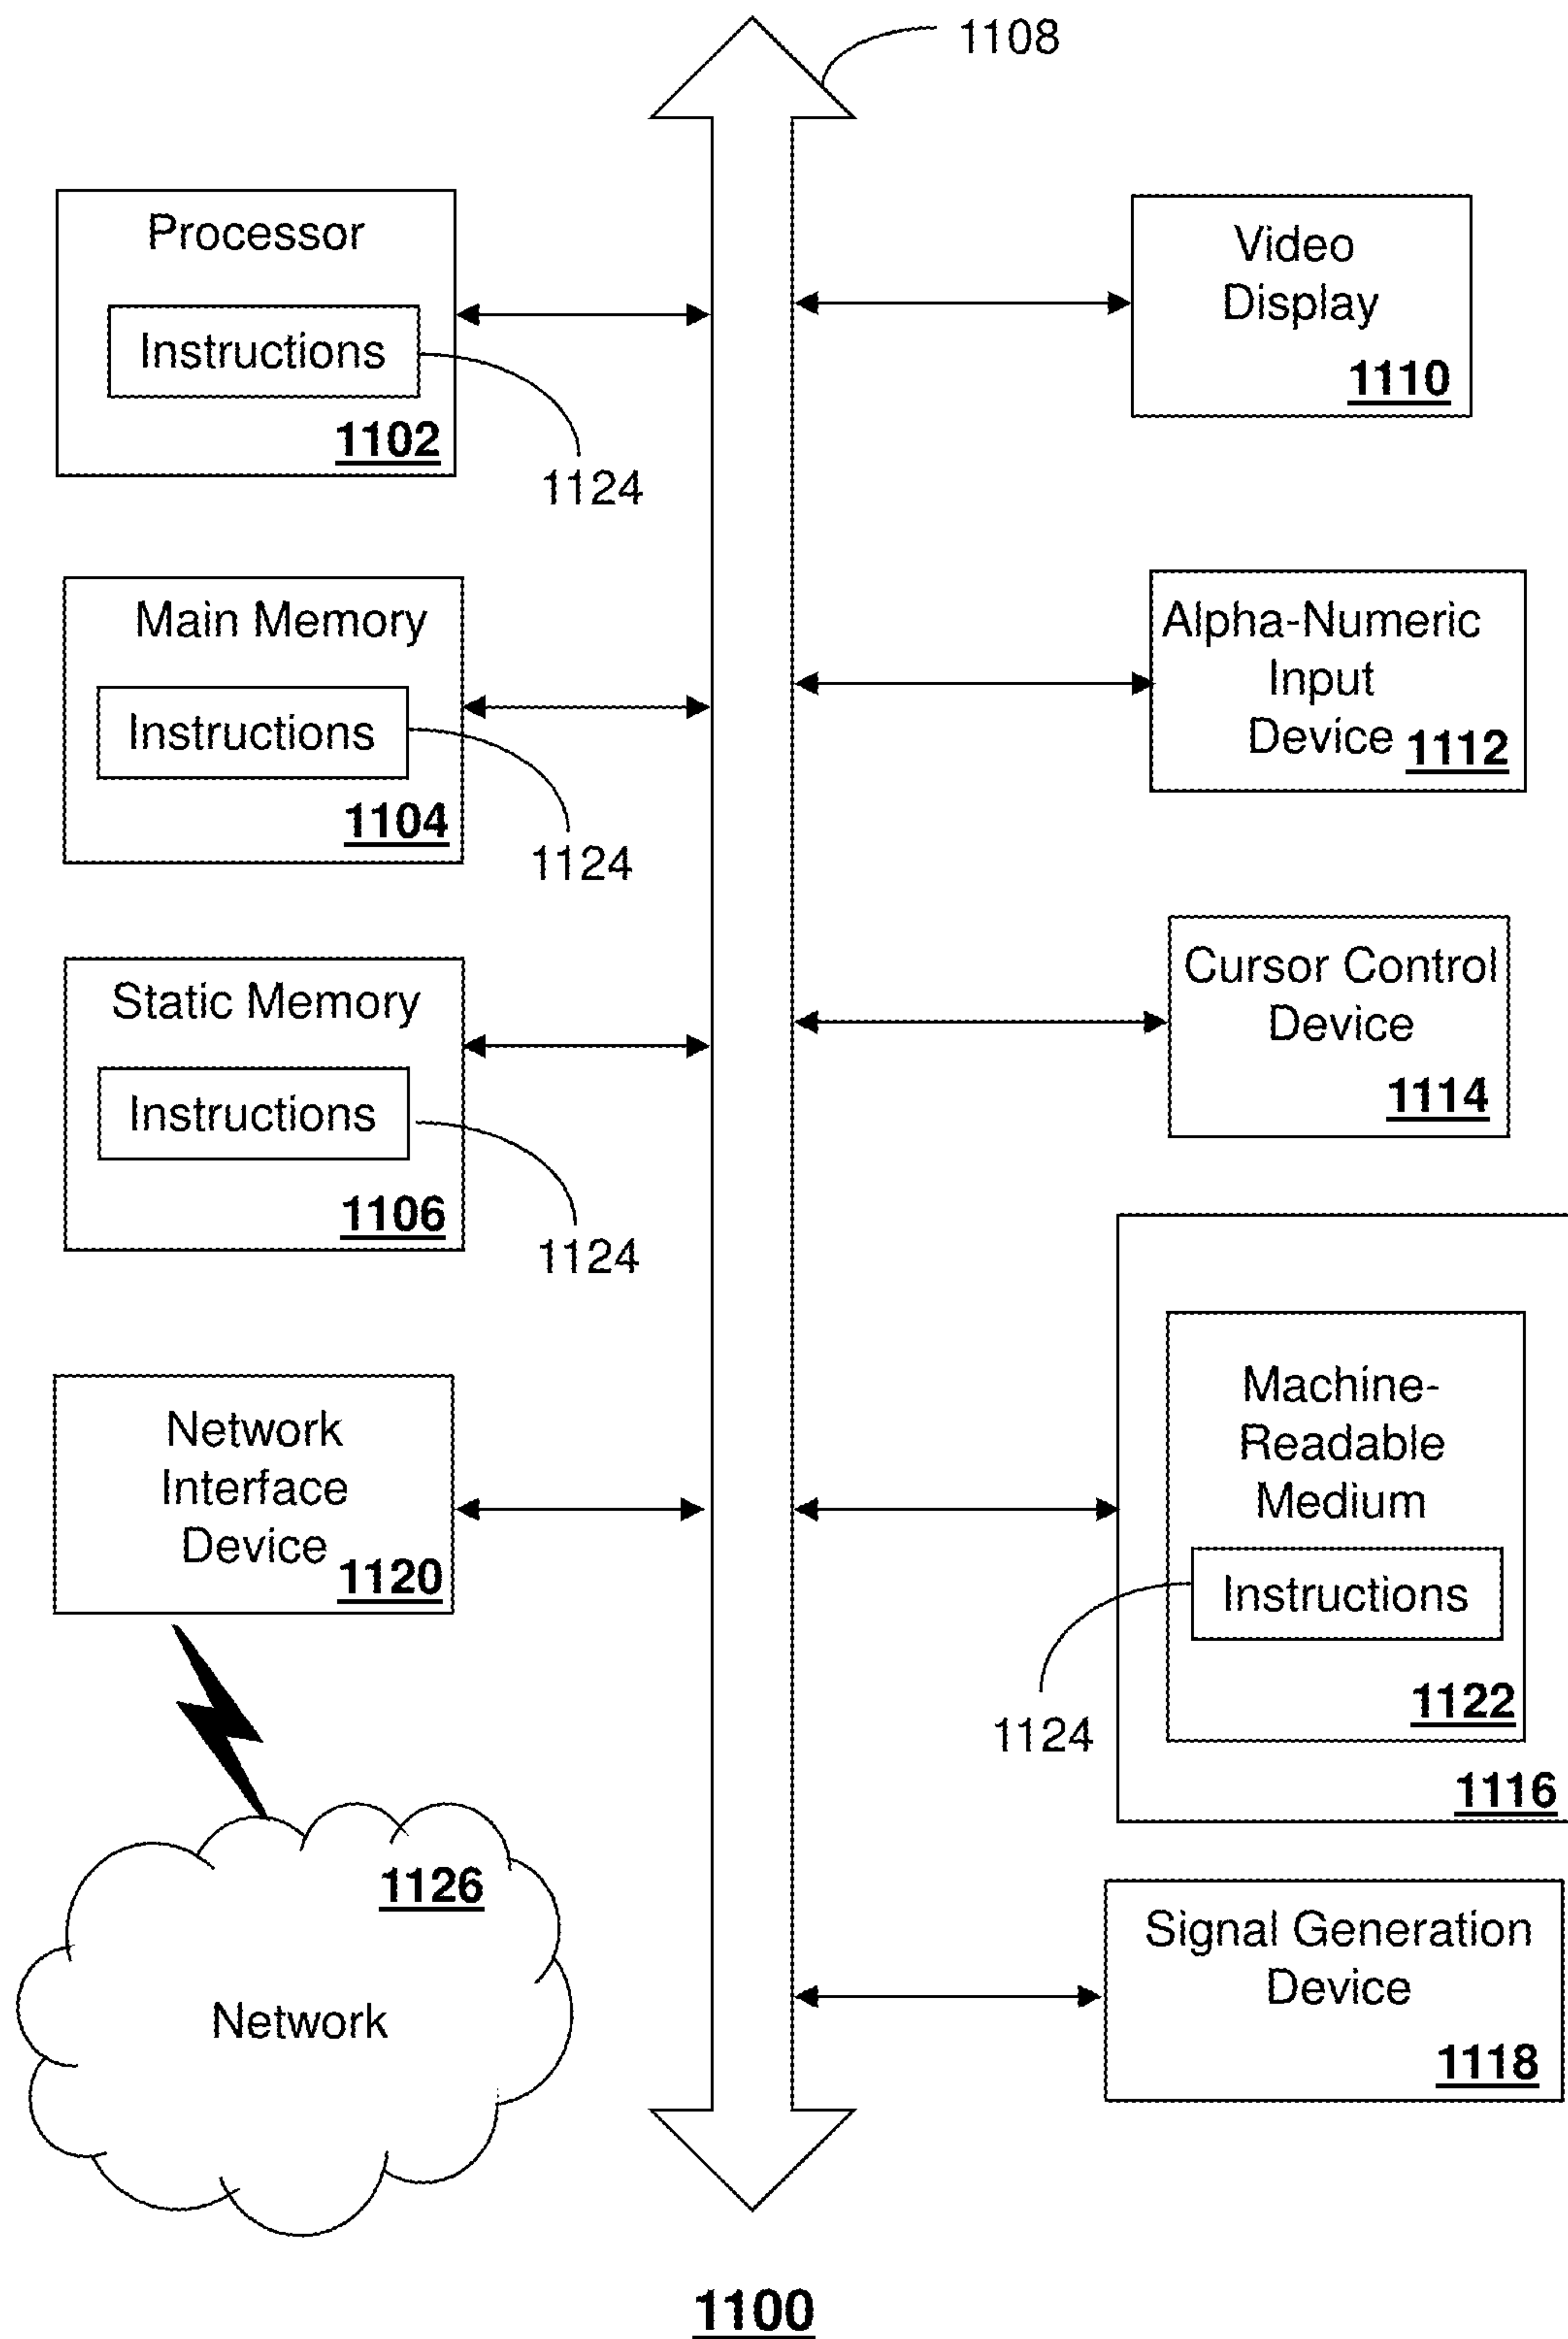 1108
Processor
Instructions
1102
1124
Main Memory
Instructions
1104
1124
Static Memory
Instructions
1106
1124
Network
Interface
Device
1120
1126
Network
Video
Display
1110
Alpha-Numeric
Input
Device
1112
Cursor Control
Device
1114
Machine-
Readable
Medium
Instructions
1124
1122
1116
Signal Generation
Device
1118
1100